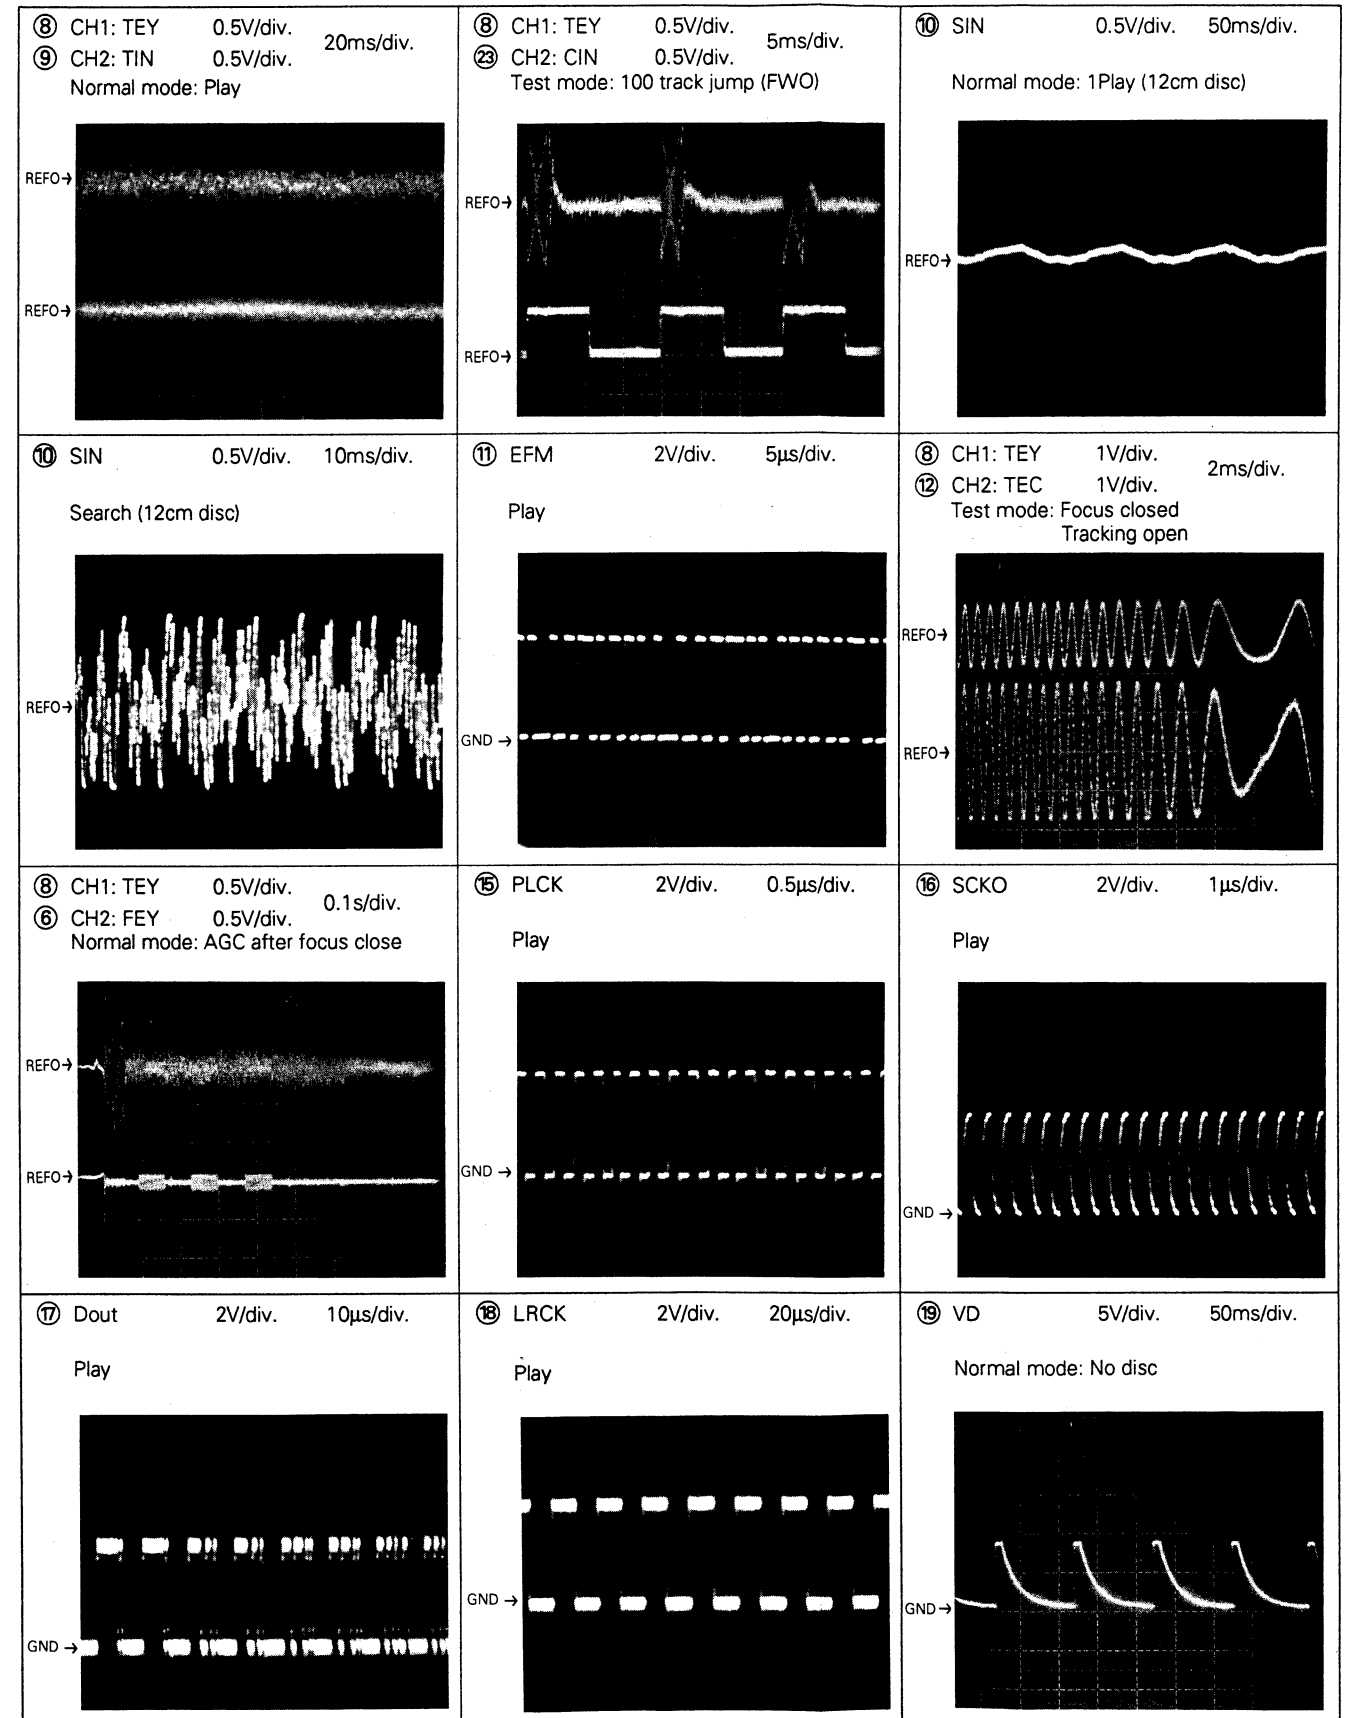 ⑧ CH1: TEY 0.5V/div. 20ms/div.
⑨ CH2: TIN 0.5V/div.
Normal mode: Play
REFO→
REFO→
⑧ CH1: TEY 0.5V/div. 5ms/div.
㉓ CH2: CIN 0.5V/div.
Test mode: 100 track jump (FWO)
REFO→
REFO→
⑩ SIN 0.5V/div. 50ms/div.
Normal mode: 1Play (12cm disc)
REFO→
⑩ SIN 0.5V/div. 10ms/div.
Search (12cm disc)
REFO→
⑪ EFM 2V/div. 5µs/div.
Play
GND →
⑧ CH1: TEY 1V/div. 2ms/div.
⑫ CH2: TEC 1V/div.
Test mode: Focus closed
Tracking open
REFO→
REFO→
⑧ CH1: TEY 0.5V/div. 0.1s/div.
⑥ CH2: FEY 0.5V/div.
Normal mode: AGC after focus close
REFO→
REFO→
⑮ PLCK 2V/div. 0.5µs/div.
Play
GND →
⑯ SCKO 2V/div. 1µs/div.
Play
GND →
⑰ Dout 2V/div. 10µs/div.
Play
GND →
⑱ LRCK 2V/div. 20µs/div.
Play
GND →
⑲ VD 5V/div. 50ms/div.
Normal mode: No disc
GND→